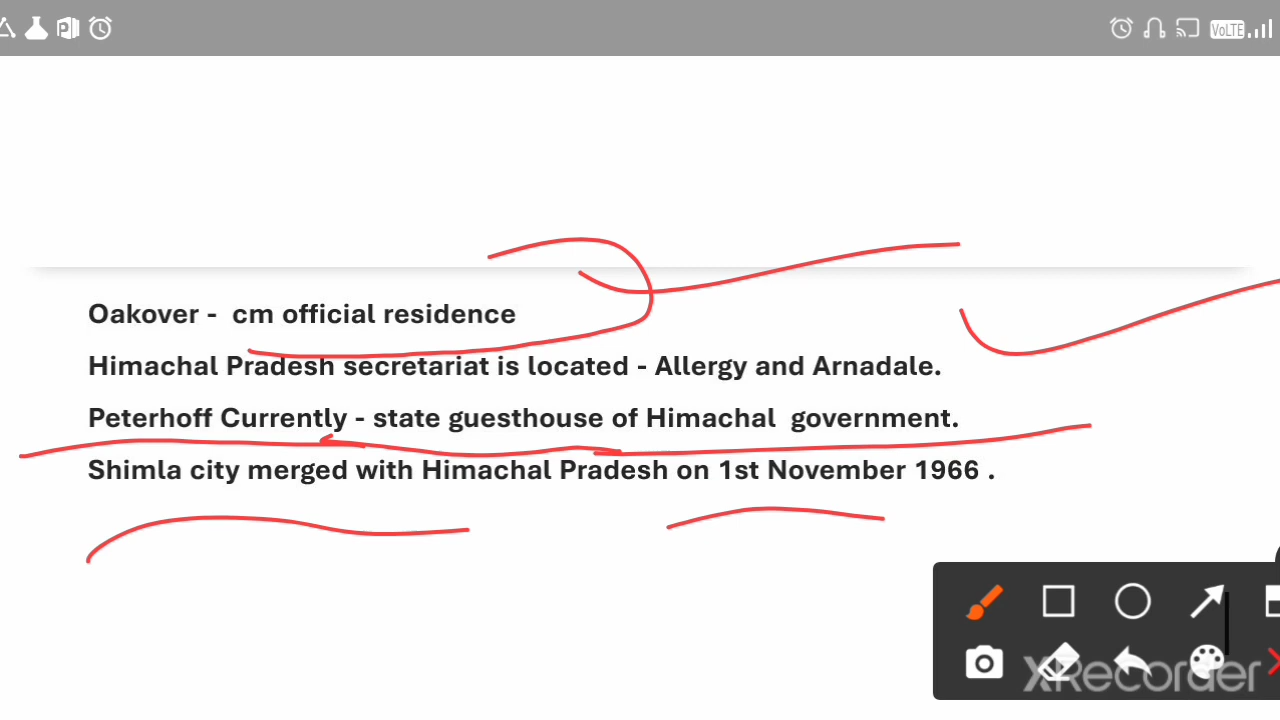 VoLTE
Oakover - cm official residence
Himachal Pradesh secretariat is located - Allergy and Arnadale.
Peterhoff Currently - state guesthouse of Himachal government.
Shimla city merged with Himachal Pradesh on 1st November 1966 .
XRecorder